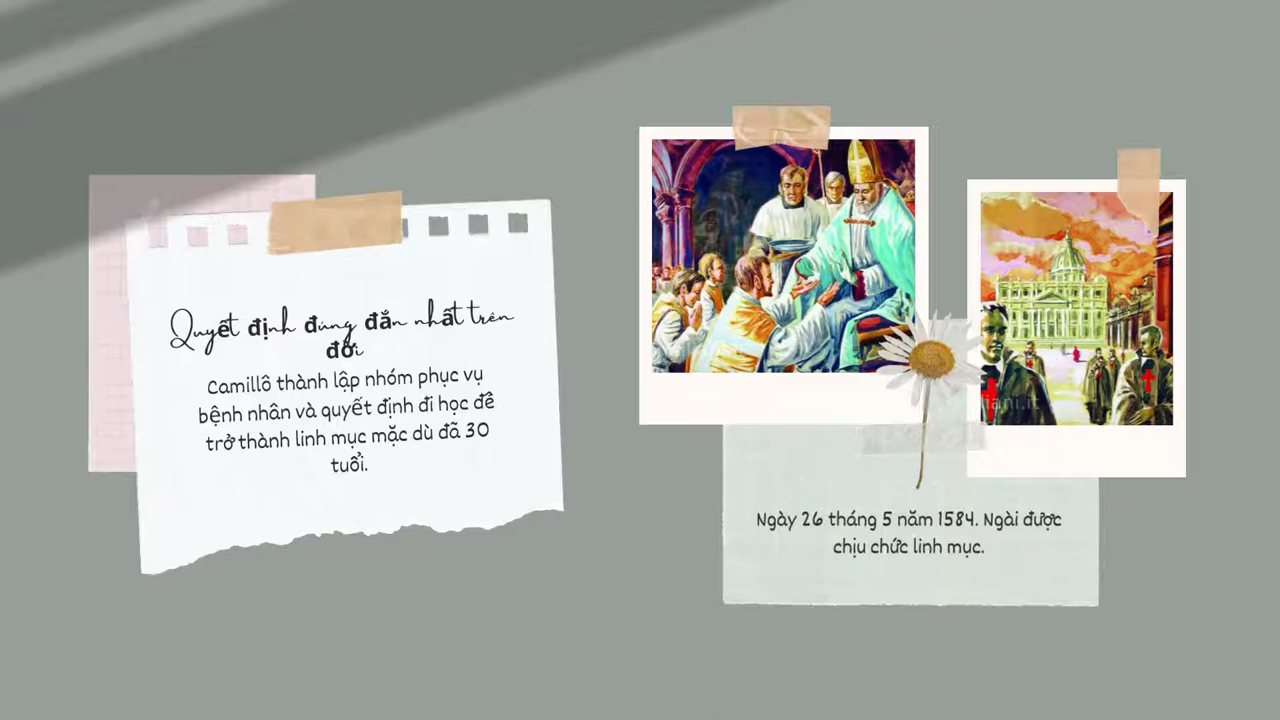 Quyết định đúng đắn nhất trên
đời
Camillô thành lập nhóm phục vụ
bệnh nhân và quyết định đi học để
trở thành linh mục mặc dù đã 30
tuổi.
Ngày 26 tháng 5 năm 1584. Ngài được
chịu chức linh mục.